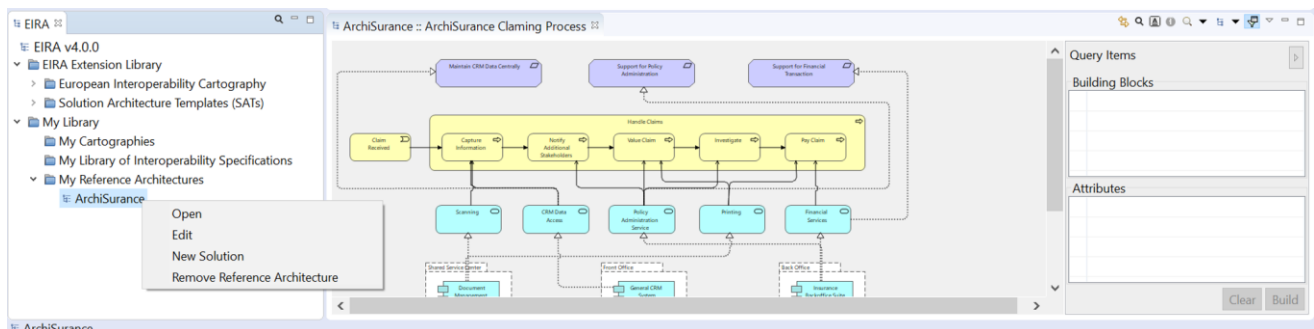 EIRA
EIRA v4.0.0
EIRA Extension Library
European Interoperability Cartography
Solution Architecture Templates (SATs)
My Library
My Cartographies
My Library of Interoperability Specifications
My Reference Architectures
ArchiSurance
Open
Edit
New Solution
Remove Reference Architecture
ArchiSurance :: ArchiSurance Claming Process
Maintain CRM Data Centrally
Support for Policy
Administration
Support for Financial
Transaction
Handle Claims
Claim
Received
Capture
Information
Notify
Additional
Stakeholders
Value Claim
Investigate
Pay Claim
Scanning
CRM Data
Access
Policy
Administration
Service
Printing
Financial
Services
Shared Service Center
Front Office
Back Office
Document
Management
General CRM
System
Insurance
Backoffice Suite
Query Items
Building Blocks
Attributes
Clear
Build
ArchiSurance